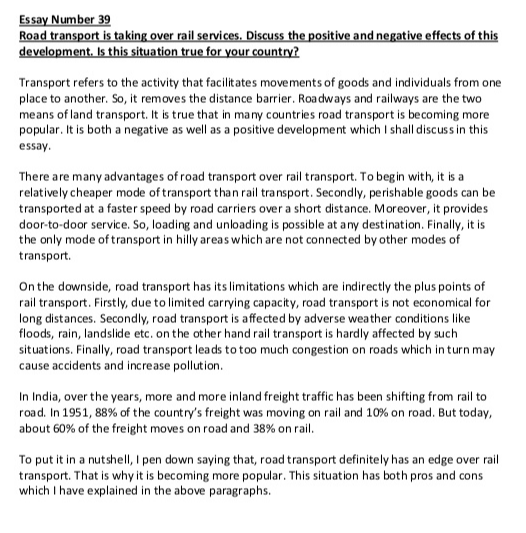 Essay Number 39
Road transport is taking over rail services. Discuss the positive and negative effects of this
development. Is this situation true for your country?
Transport refers to the activity that facilitates movements of goods and individuals from one
place to another. So, it removes the distance barrier. Roadways and railways are the two
means of land transport. It is true that in many countries road transport is becoming more
popular. It is both a negative as well as a positive development which I shall discuss in this
essay.
There are many advantages of road transport over rail transport. To begin with, it is a
relatively cheaper mode of transport than rail transport. Secondly, perishable goods can be
transported at a faster speed by road carriers over a short distance. Moreover, it provides
door-to-door service. So, loading and unloading is possible at any destination. Finally, it is
the only mode of transport in hilly areas which are not connected by other modes of
transport.
On the downside, road transport has its limitations which are indirectly the plus points of
rail transport. Firstly, due to limited carrying capacity, road transport is not economical for
long distances. Secondly, road transport is affected by adverse weather conditions like
floods, rain, landslide etc. on the other hand rail transport is hardly affected by such
situations. Finally, road transport leads to too much congestion on roads which in turn may
cause accidents and increase pollution.
In India, over the years, more and more inland freight traffic has been shifting from rail to
road. In 1951, 88% of the country's freight was moving on rail and 10% on road. But today,
about 60% of the freight moves on road and 38% on rail.
To put it in a nutshell, I pen down saying that, road transport definitely has an edge over rail
transport. That is why it is becoming more popular. This situation has both pros and cons
which I have explained in the above paragraphs.